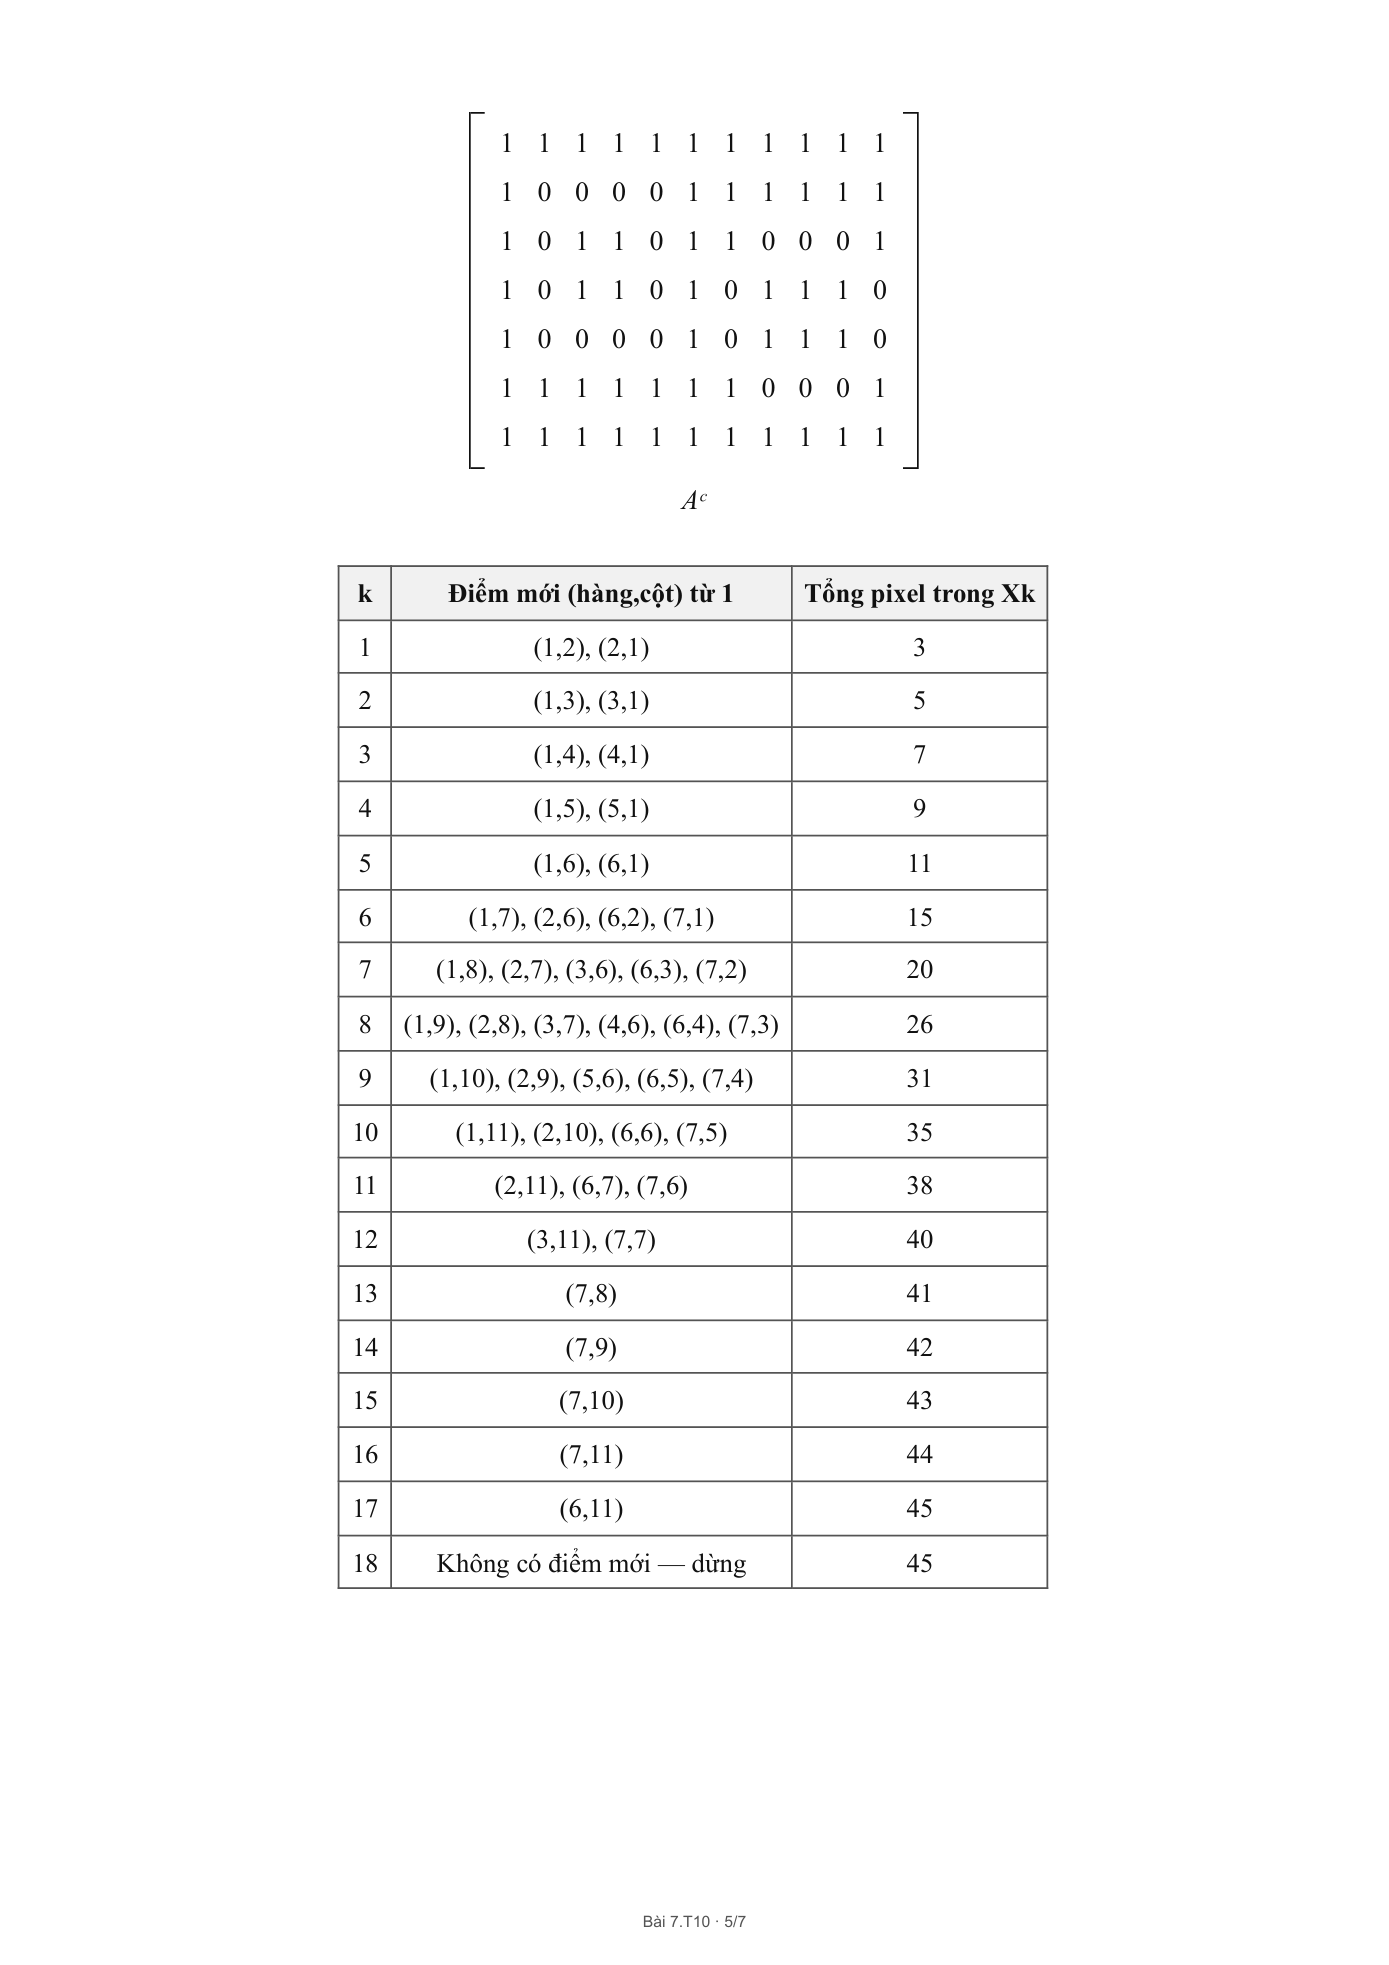 1 1 1 1 1 1 1 1 1 1 1
1 0 0 0 0 1 1 1 1 1 1
1 0 1 1 0 1 1 0 0 0 1
1 0 1 1 0 1 0 1 1 1 0
1 0 0 0 0 1 0 1 1 1 0
1 1 1 1 1 1 1 0 0 0 1
1 1 1 1 1 1 1 1 1 1 1
Aᶜ
k Điểm mới (hàng,cột) từ 1 Tổng pixel trong Xk
1 (1,2), (2,1) 3
2 (1,3), (3,1) 5
3 (1,4), (4,1) 7
4 (1,5), (5,1) 9
5 (1,6), (6,1) 11
6 (1,7), (2,6), (6,2), (7,1) 15
7 (1,8), (2,7), (3,6), (6,3), (7,2) 20
8 (1,9), (2,8), (3,7), (4,6), (6,4), (7,3) 26
9 (1,10), (2,9), (5,6), (6,5), (7,4) 31
10 (1,11), (2,10), (6,6), (7,5) 35
11 (2,11), (6,7), (7,6) 38
12 (3,11), (7,7) 40
13 (7,8) 41
14 (7,9) 42
15 (7,10) 43
16 (7,11) 44
17 (6,11) 45
18 Không có điểm mới — dừng 45
Bài 7.T10 · 5/7